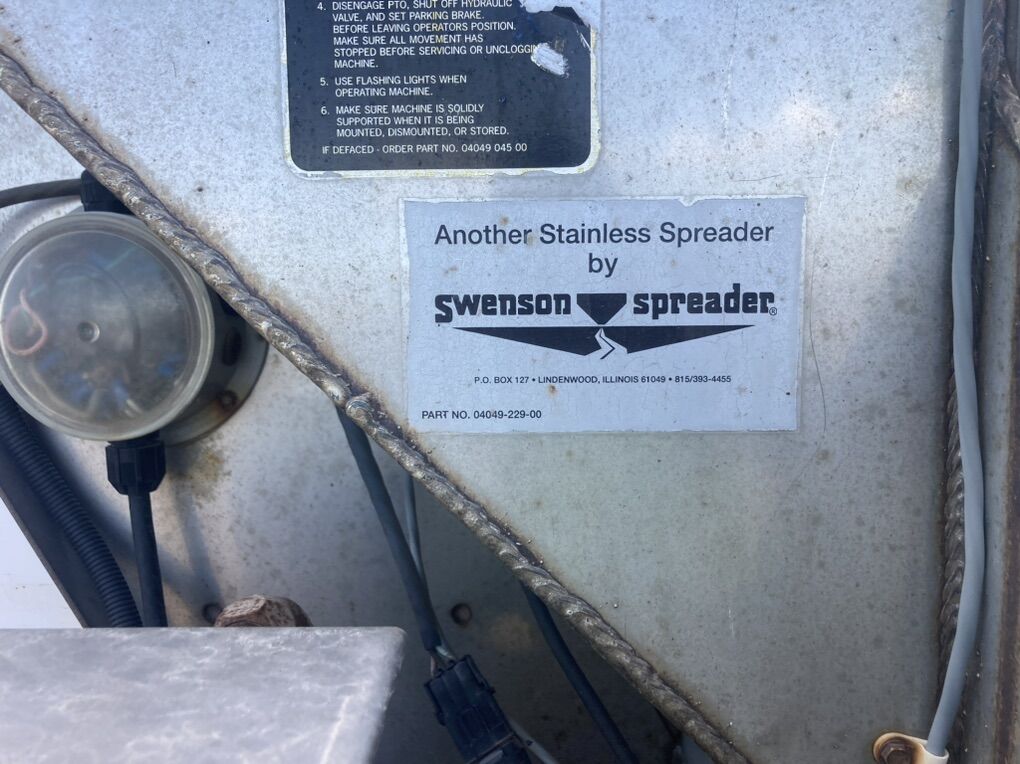 4. DISENGAGE PTO, SHUT OFF HYDRAULIC
VALVE, AND SET PARKING BRAKE.
BEFORE LEAVING OPERATORS POSITION.
MAKE SURE ALL MOVEMENT HAS
STOPPED BEFORE SERVICING OR UNCLOGGI
MACHINE.
5. USE FLASHING LIGHTS WHEN
OPERATING MACHINE.
6. MAKE SURE MACHINE IS SOLIDLY
SUPPORTED WHEN IT IS BEING
MOUNTED, DISMOUNTED, OR STORED.
IF DEFACED - ORDER PART NO. 04049 045 00
Another Stainless Spreader
by
Swenson spreader®
P.O. BOX 127 • LINDENWOOD, ILLINOIS 61049 • 815/393-4455
PART NO. 04049-229-00